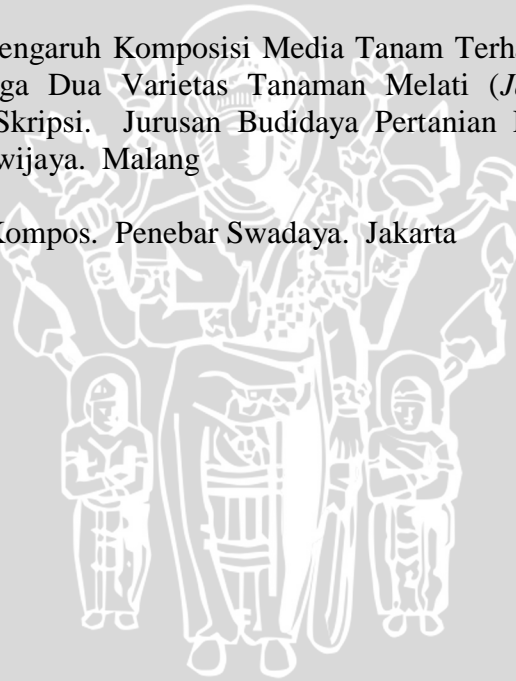 engaruh Komposisi Media Tanam Terha
ga Dua Varietas Tanaman Melati (J
Skripsi. Jurusan Budidaya Pertanian
wijaya. Malang
Kompos. Penebar Swadaya. Jakarta